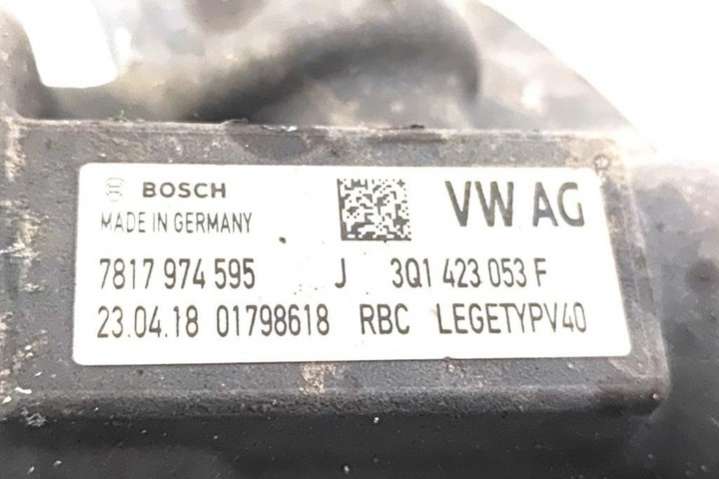 BOSCH VW AG
MADE IN GERMANY
7817 974 595 J 3Q1 423 053 F
23.04.18 01798618 RBC LEGETYPV40